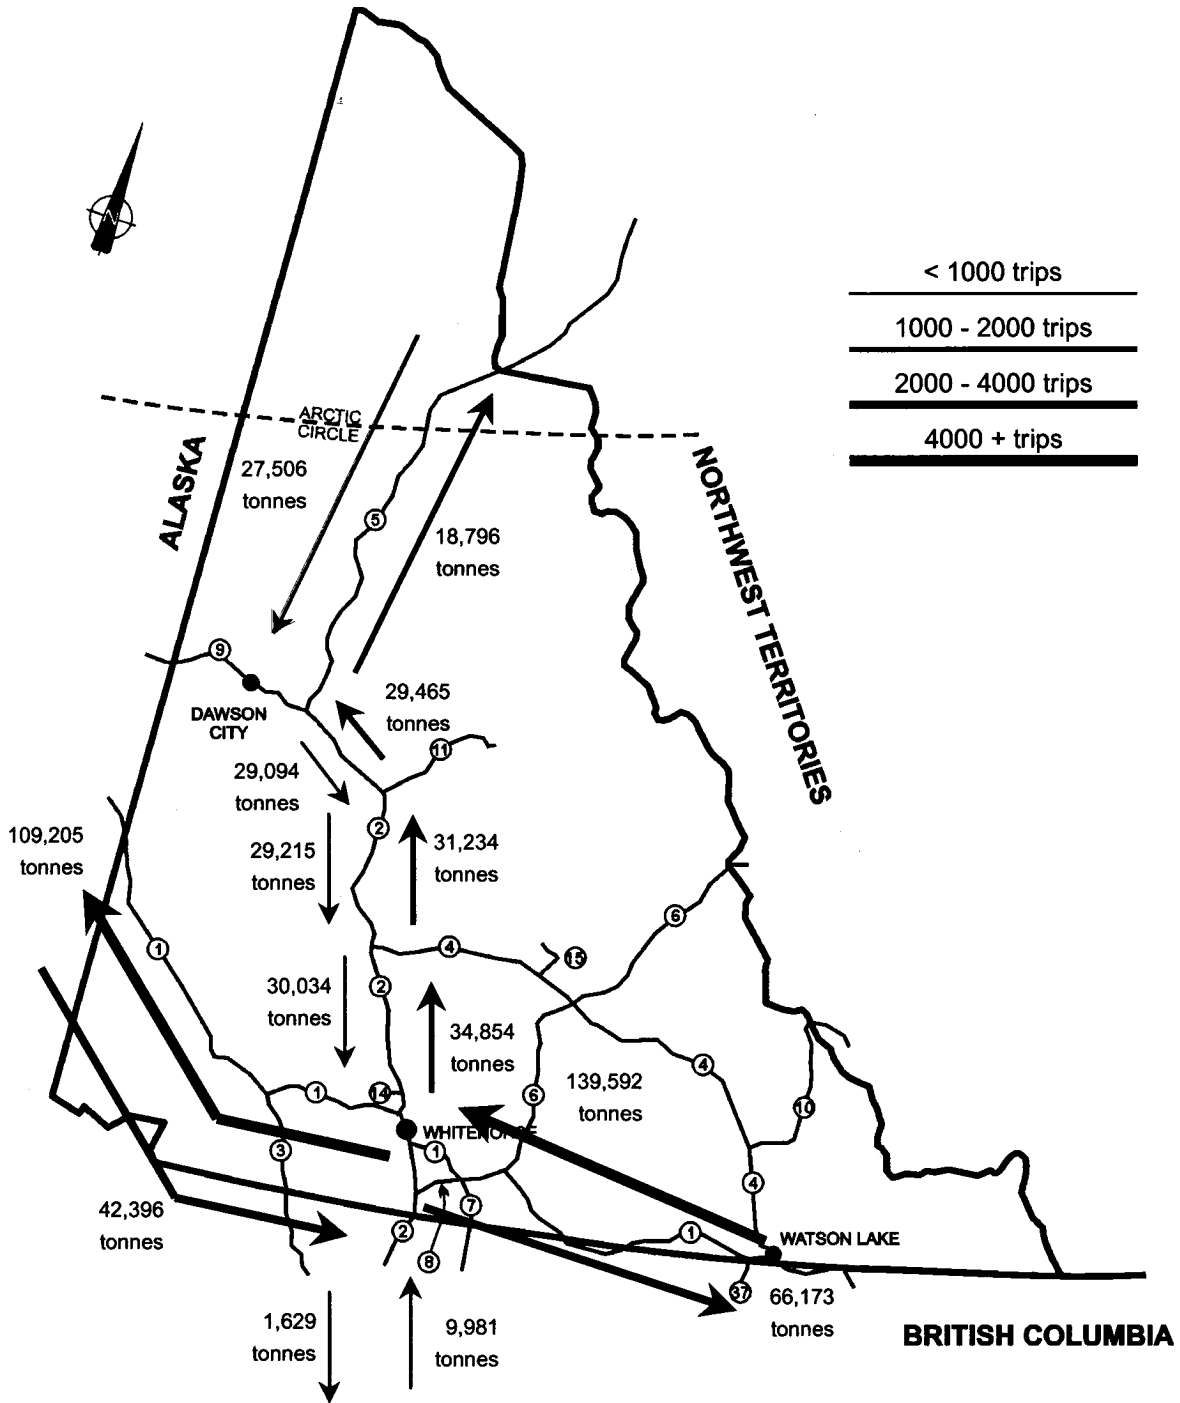 < 1000 trips
1000 - 2000 trips
2000 - 4000 trips
4000 + trips
N
ARCTIC
CIRCLE
ALASKA
27,506
tonnes
5
18,796
tonnes
NORTHWEST TERRITORIES
9
DAWSON
CITY
29,465
tonnes
11
29,094
tonnes
109,205
tonnes
2
29,215
tonnes
31,234
tonnes
6
1
4
15
2
30,034
tonnes
34,854
tonnes
4
139,592
tonnes
1
14
6
10
WHITEHORSE
3
1
4
42,396
tonnes
7
2
1
WATSON LAKE
8
37
66,173
tonnes
1,629
tonnes
9,981
tonnes
BRITISH COLUMBIA